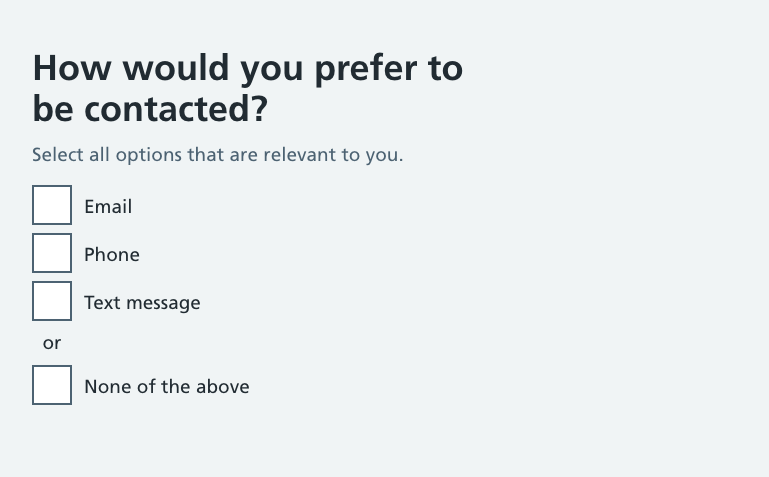 How would you prefer to
be contacted?
Select all options that are relevant to you.
Email
Phone
Text message
or
None of the above